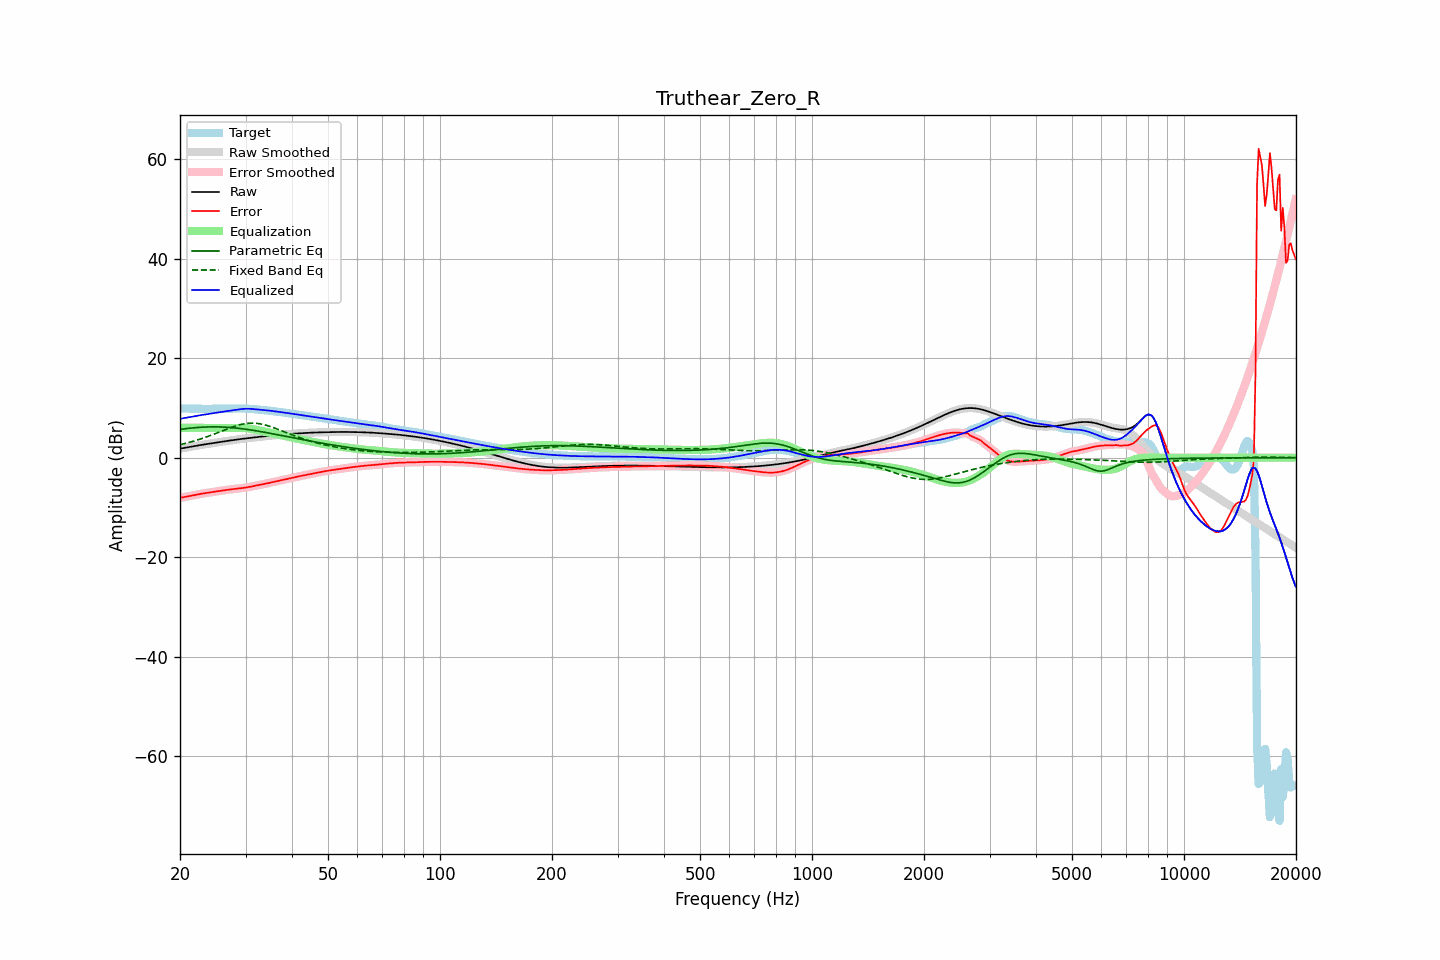 Truthear_Zero_R
Target
Raw Smoothed
Error Smoothed
Raw
Error
Equalization
Parametric Eq
Fixed Band Eq
Equalized
60
40
20
0
−20
−40
−60
Amplitude (dBr)
20
50
100
200
500
1000
2000
5000
10000
20000
Frequency (Hz)